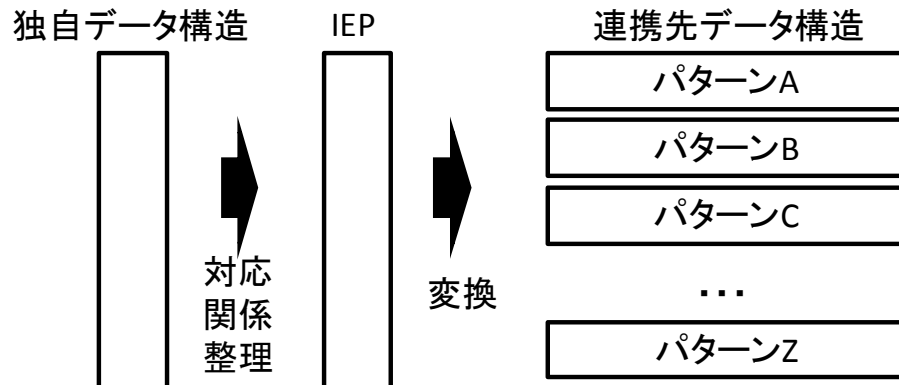 独自データ構造
IEP
連携先データ構造
パターンA
パターンB
パターンC
対応
関係
整理
変換
...
パターンZ